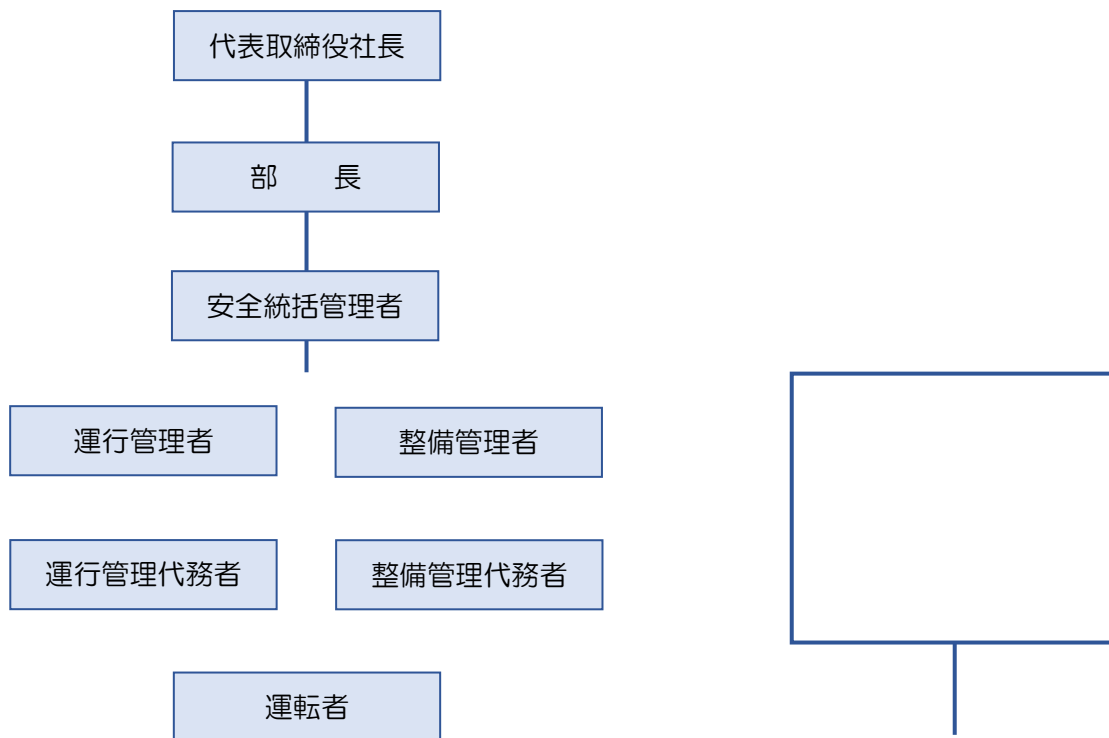 代表取締役社長
部　　長
安全統括管理者
運行管理者
整備管理者
運行管理代務者
整備管理代務者
運転者